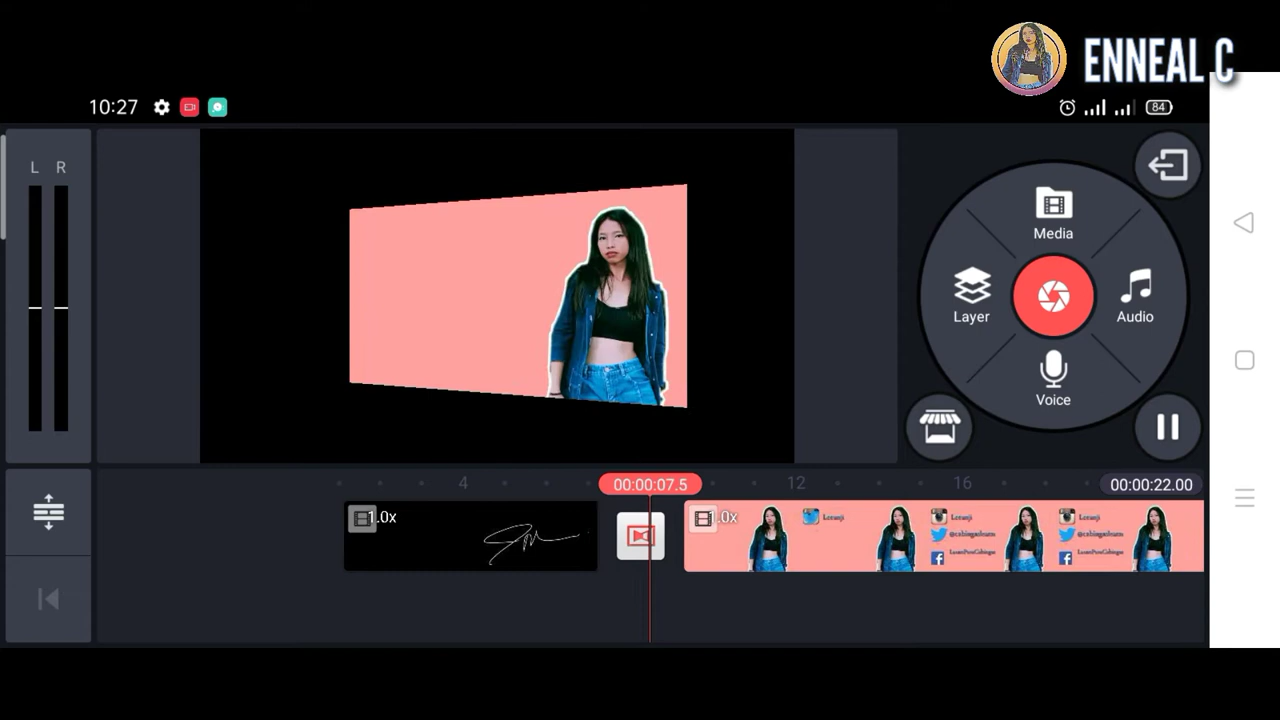 ENNEAL C
10:27
84
L R
Media
Layer
Audio
Voice
4
00:00:07.5
12
16
00:00:22.00
1.0x
1.0x